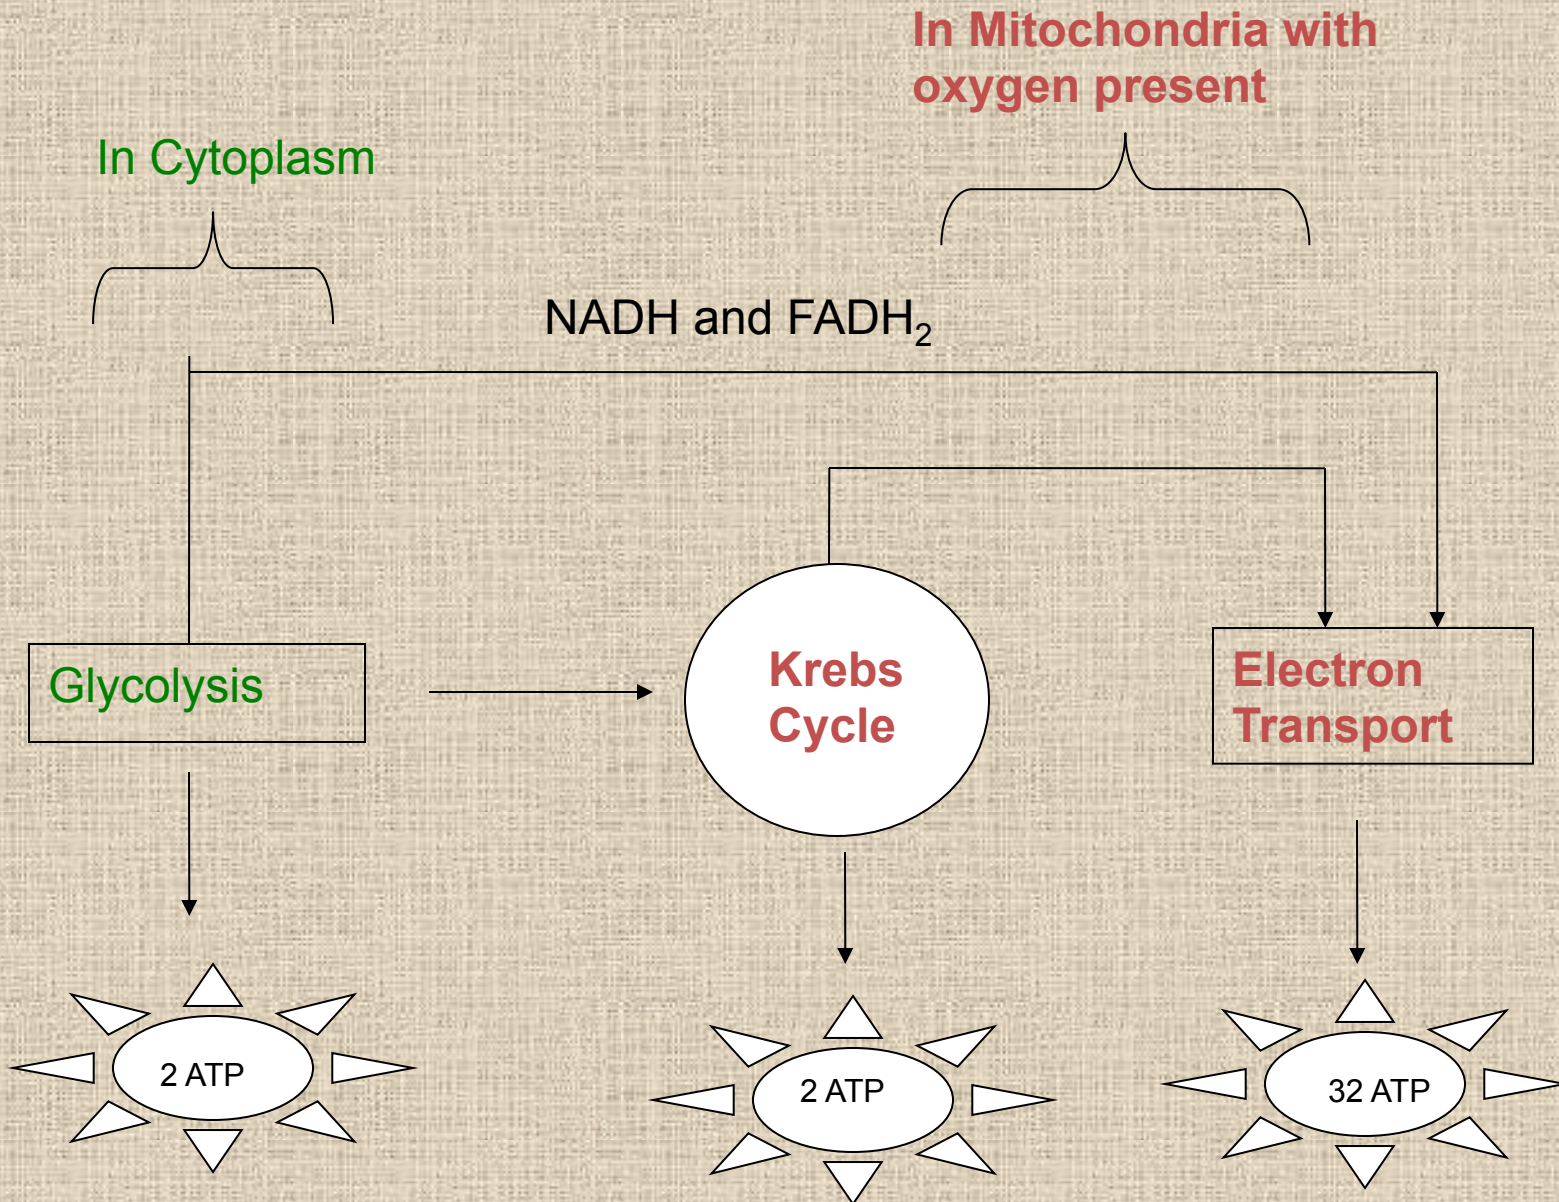 In Mitochondria with
oxygen present
In Cytoplasm
NADH and FADH₂
Glycolysis
Krebs
Cycle
Electron
Transport
2 ATP
2 ATP
32 ATP